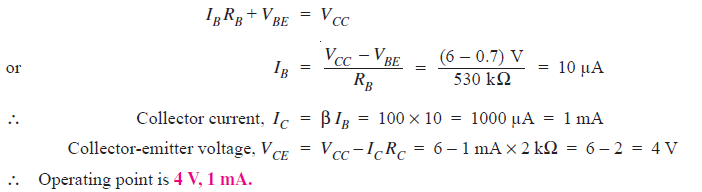 I_B R_B + V_BE = V_CC
or I_B = (V_CC − V_BE) / R_B = (6 − 0.7) V / 530 kΩ = 10 µA
∴ Collector current, I_C = β I_B = 100 × 10 = 1000 µA = 1 mA
Collector-emitter voltage, V_CE = V_CC − I_C R_C = 6 − 1 mA × 2 kΩ = 6 − 2 = 4 V
∴ Operating point is 4 V, 1 mA.